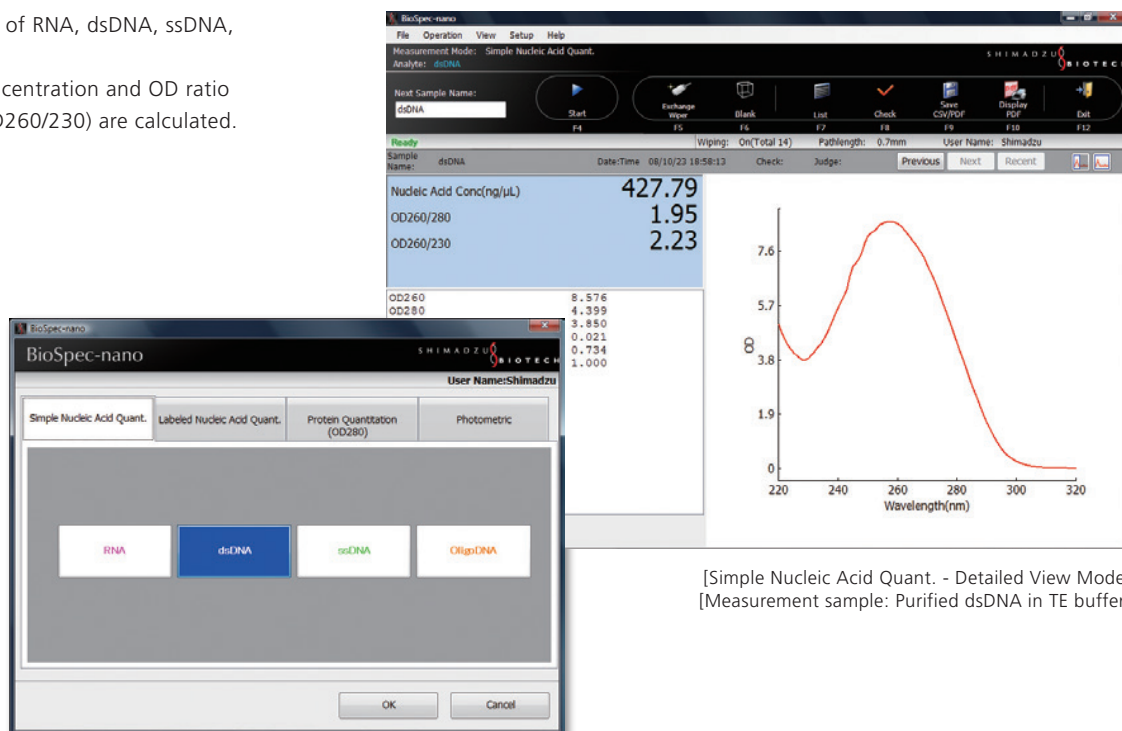 of RNA, dsDNA, ssDNA,
centration and OD ratio
D260/230) are calculated.
BioSpec-nano
File Operation View Setup Help
Measurement Mode: Simple Nucleic Acid Quant.
Analyte: dsDNA
SHIMADZU
BIOTECH
Next Sample Name:
dsDNA
Start
F4
Exchange
Wiper
F5
Blank
F6
List
F7
Check
F8
Save
CSV/PDF
F9
Display
PDF
F10
Exit
F12
Ready
Wiping: On(Total 14) Pathlength: 0.7mm User Name: Shimadzu
Sample
Name: dsDNA Date:Time 08/10/23 18:58:13 Check: Judge: Previous Next Recent
Nucleic Acid Conc(ng/µL) 427.79
OD260/280 1.95
OD260/230 2.23
OD260 8.576
OD280 4.399
3.850
0.021
0.734
1.000
OD
7.6
5.7
3.8
1.9
0
220 240 260 280 300 320
Wavelength(nm)
BioSpec-nano
BioSpec-nano
SHIMADZU
BIOTECH
User Name:Shimadzu
Simple Nucleic Acid Quant. Labeled Nucleic Acid Quant. Protein Quantitation
(OD280) Photometric
RNA dsDNA ssDNA OligoDNA
OK Cancel
[Simple Nucleic Acid Quant. - Detailed View Mode
[Measurement sample: Purified dsDNA in TE buffer